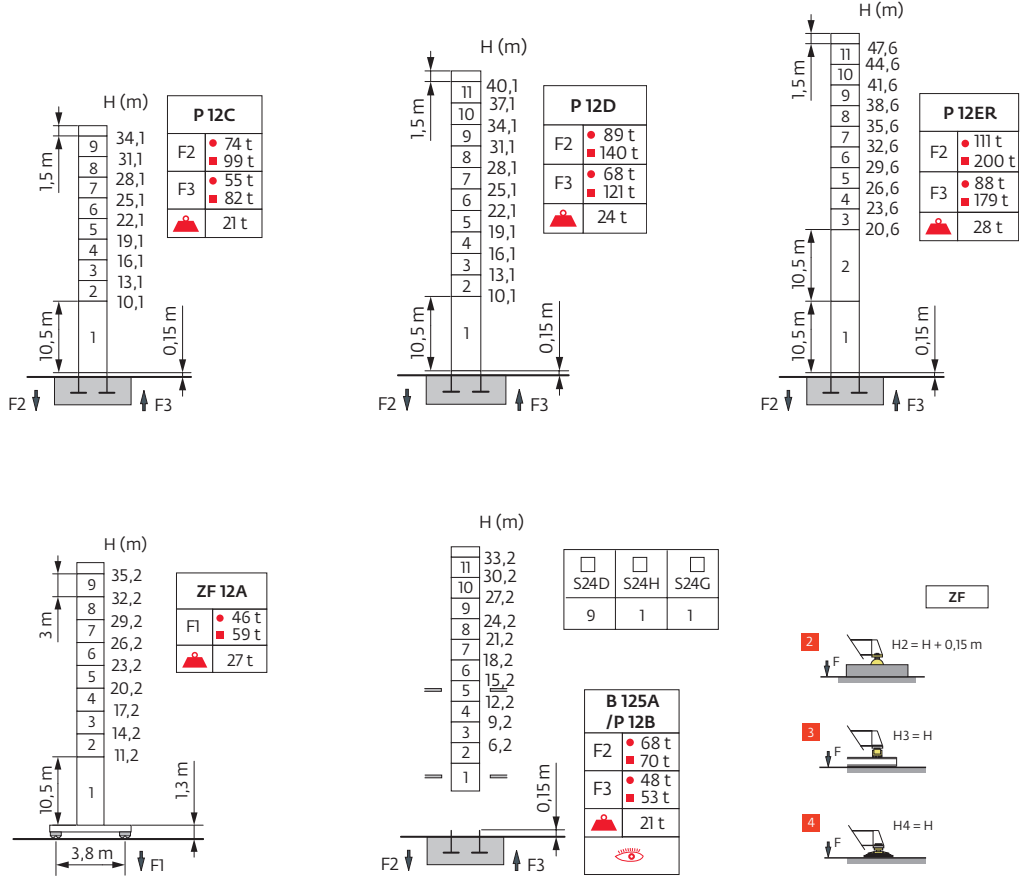 H (m)
34,1
31,1
28,1
25,1
22,1
19,1
16,1
13,1
10,1
9
8
7
6
5
4
3
2
1
1,5 m
10,5 m
0,15 m
F2
F3
P 12C
F2 74 t
99 t
F3 55 t
82 t
21 t
H (m)
40,1
37,1
34,1
31,1
28,1
25,1
22,1
19,1
16,1
13,1
10,1
11
10
9
8
7
6
5
4
3
2
1
1,5 m
10,5 m
0,15 m
F2
F3
P 12D
F2 89 t
140 t
F3 68 t
121 t
24 t
H (m)
47,6
44,6
41,6
38,6
35,6
32,6
29,6
26,6
23,6
20,6
11
10
9
8
7
6
5
4
3
2
1
1,5 m
10,5 m
10,5 m
0,15 m
F2
F3
P 12ER
F2 111 t
200 t
F3 88 t
179 t
28 t
H (m)
35,2
32,2
29,2
26,2
23,2
20,2
17,2
14,2
11,2
9
8
7
6
5
4
3
2
1
3 m
10,5 m
1,3 m
3,8 m
F1
ZF 12A
F1 46 t
59 t
27 t
H (m)
33,2
30,2
27,2
24,2
21,2
18,2
15,2
12,2
9,2
6,2
11
10
9
8
7
6
5
4
3
2
1
0,15 m
F2
F3
S24D S24H S24G
9 1 1
B 125A
/P 12B
F2 68 t
70 t
F3 48 t
53 t
21 t
ZF
2
F
H2 = H + 0,15 m
3
F
H3 = H
4
F
H4 = H